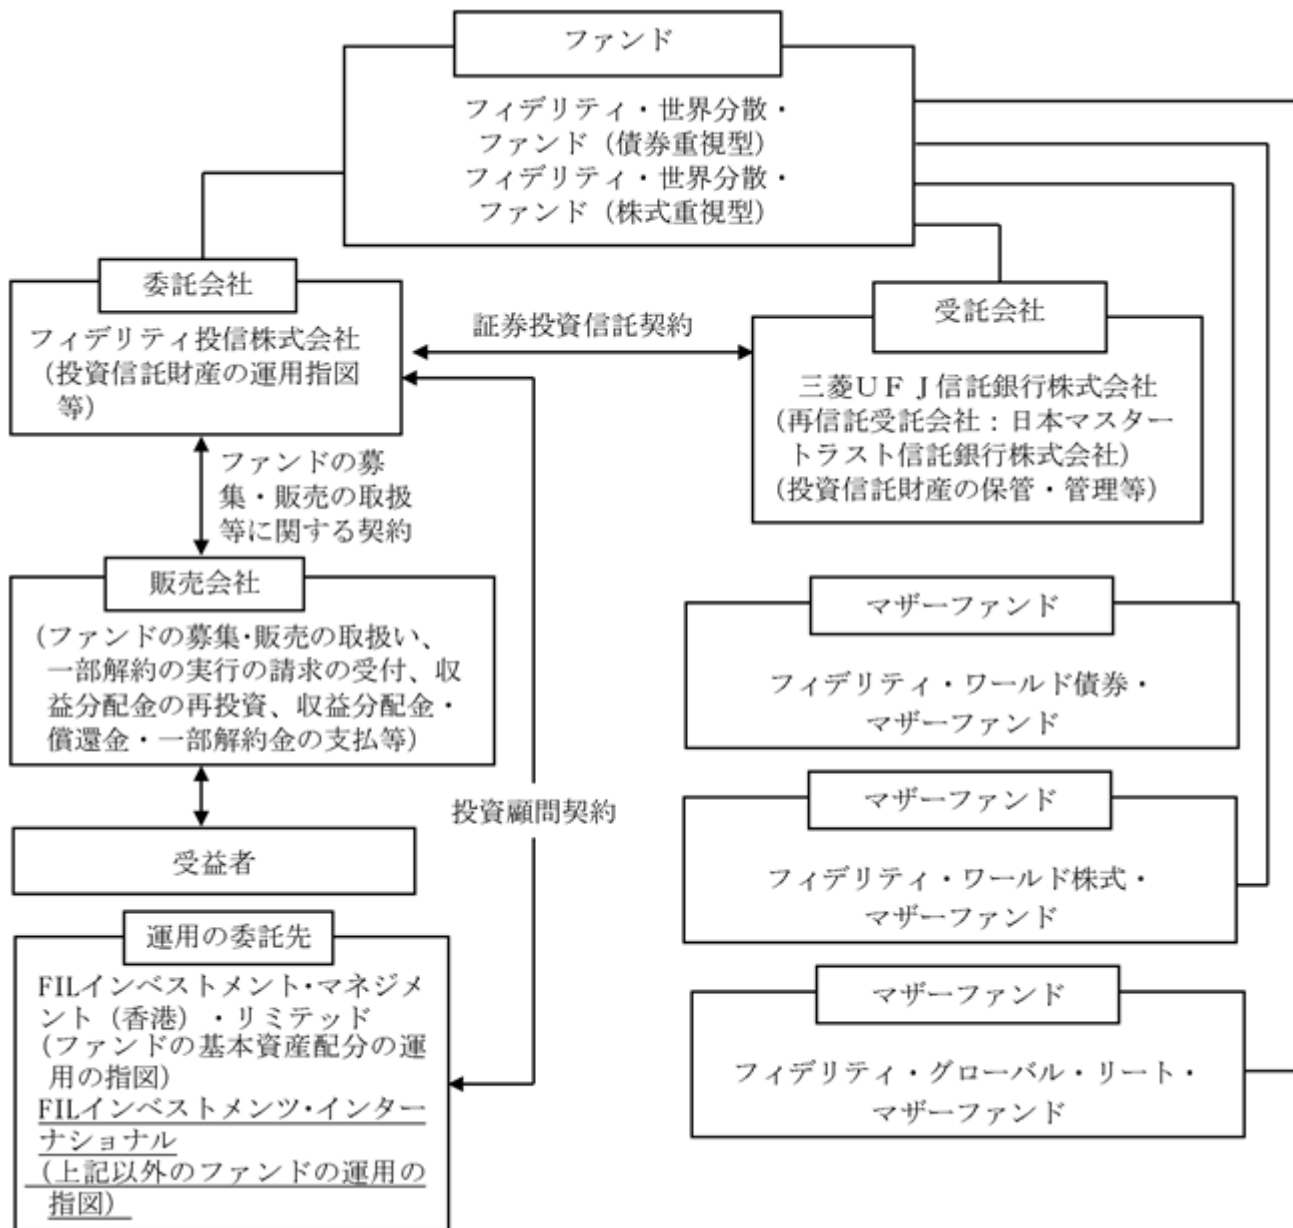 ファンド
フィデリティ・世界分散・
ファンド（債券重視型）
フィデリティ・世界分散・
ファンド（株式重視型）
委託会社
フィデリティ投信株式会社
（投資信託財産の運用指図
等）
証券投資信託契約
受託会社
三菱ＵＦＪ信託銀行株式会社
（再信託受託会社：日本マスター
トラスト信託銀行株式会社）
（投資信託財産の保管・管理等）
ファンドの募
集・販売の取扱
等に関する契約
販売会社
（ファンドの募集・販売の取扱い、
一部解約の実行の請求の受付、収
益分配金の再投資、収益分配金・
償還金・一部解約金の支払等）
投資顧問契約
受益者
運用の委託先
FILインベストメント・マネジメ
ント（香港）・リミテッド
（ファンドの基本資産配分の運
用の指図）
FILインベストメンツ・インター
ナショナル
（上記以外のファンドの運用の
指図）
マザーファンド
フィデリティ・ワールド債券・
マザーファンド
マザーファンド
フィデリティ・ワールド株式・
マザーファンド
マザーファンド
フィデリティ・グローバル・リート・
マザーファンド